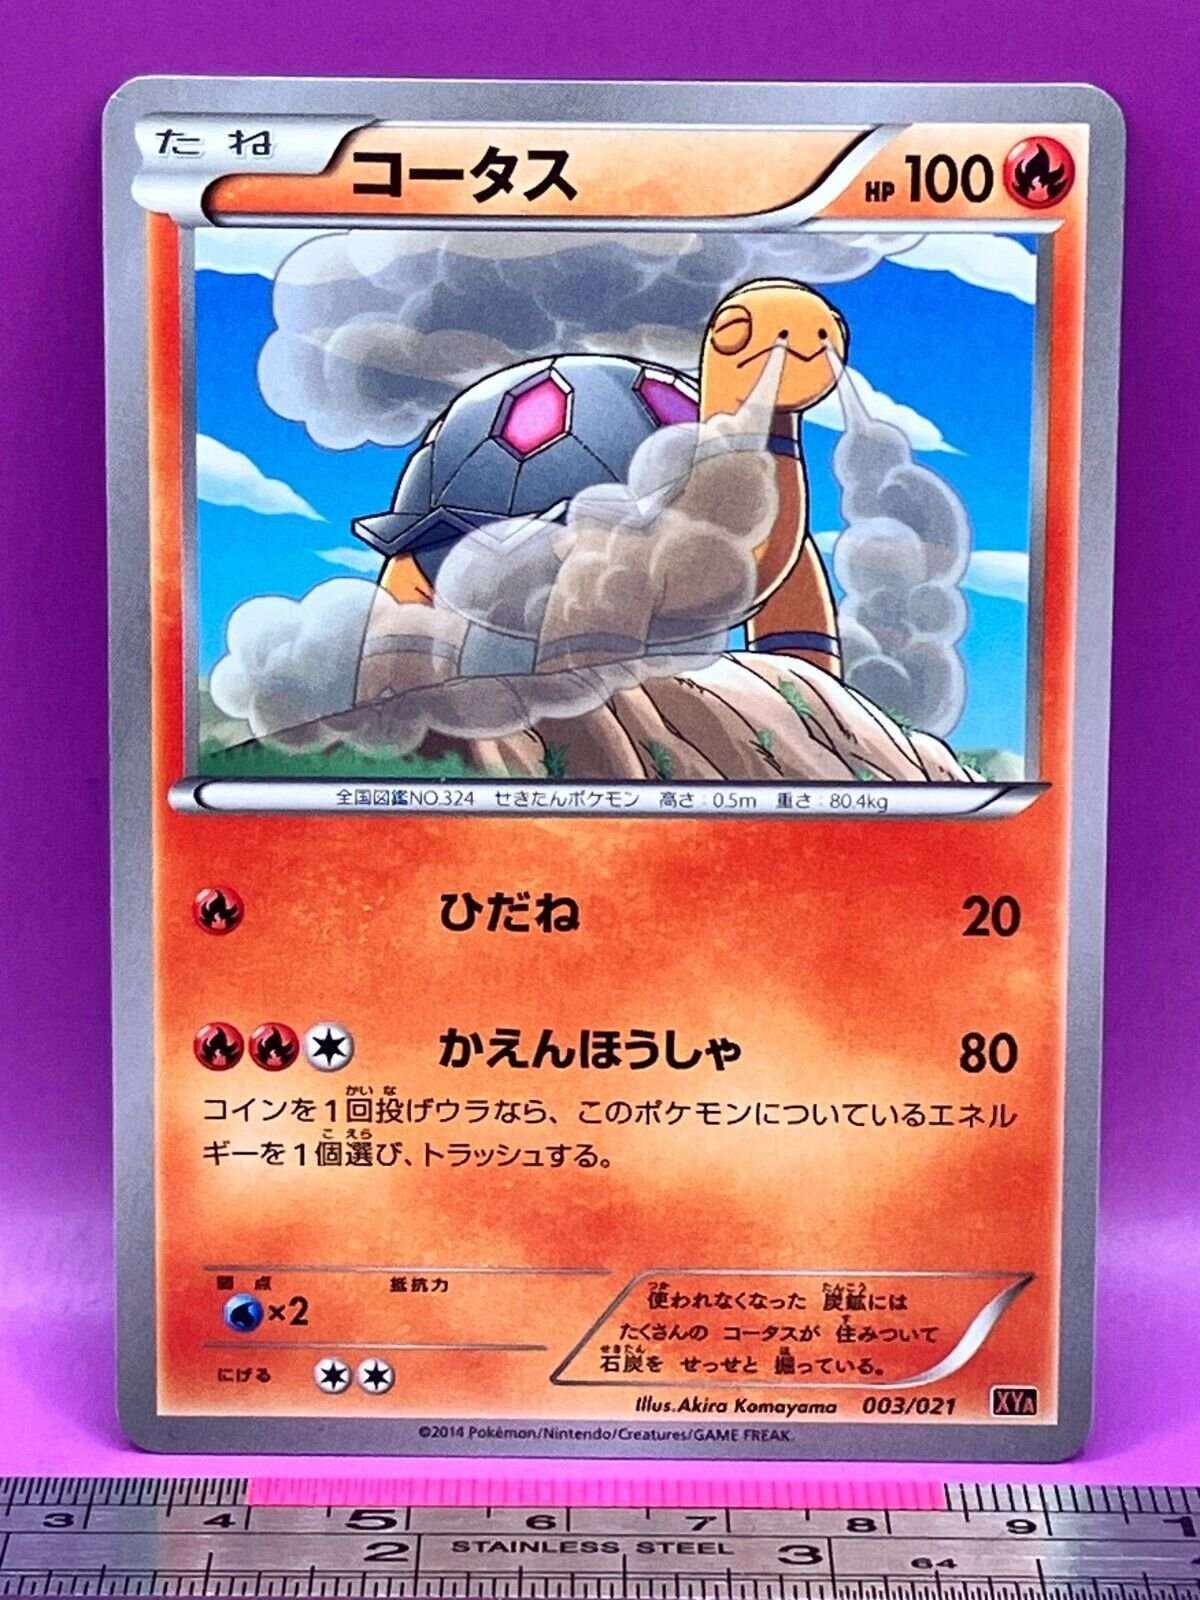 たね コータス HP 100
全国図鑑NO.324 せきたんポケモン 高さ:0.5m 重さ:80.4kg
ひだね 20
かえんほうしゃ 80
コインを1回投げウラなら、このポケモンについているエネル
ギーを1個選び、トラッシュする。
弱点 抵抗力
×2
にげる
使われなくなった 炭鉱には
たくさんの コータスが 住みついて
石炭を せっせと 掘っている。
Illus.Akira Komayama 003/021 XYA
©2014 Pokémon/Nintendo/Creatures/GAME FREAK.
3 4 5 6 7 8 9 1
2 STAINLESS STEEL 3 64